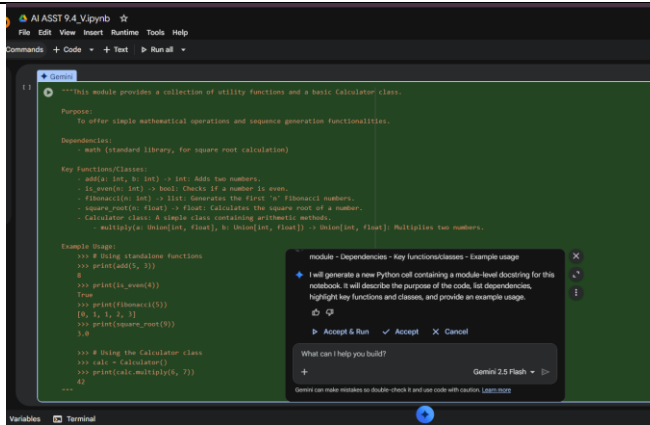 AI ASST 9.4_V.ipynb ☆
File Edit View Insert Runtime Tools Help
Commands + Code + Text Run all
Gemini
[ ]
"""This module provides a collection of utility functions and a basic Calculator class.
Purpose:
To offer simple mathematical operations and sequence generation functionalities.
Dependencies:
- math (standard library, for square root calculation)
Key Functions/Classes:
- add(a: int, b: int) -> int: Adds two numbers.
- is_even(n: int) -> bool: Checks if a number is even.
- fibonacci(n: int) -> list: Generates the first 'n' Fibonacci numbers.
- square_root(n: float) -> float: Calculates the square root of a number.
- Calculator class: A simple class containing arithmetic methods.
- multiply(a: Union[int, float], b: Union[int, float]) -> Union[int, float]: Multiplies two numbers.
Example Usage:
>>> # Using standalone functions
>>> print(add(5, 3))
8
>>> print(is_even(4))
True
>>> print(fibonacci(5))
[0, 1, 1, 2, 3]
>>> print(square_root(9))
3.0
>>> # Using the Calculator class
>>> calc = Calculator()
>>> print(calc.multiply(6, 7))
42
"""
module - Dependencies - Key functions/classes - Example usage
I will generate a new Python cell containing a module-level docstring for this
notebook. It will describe the purpose of the code, list dependencies,
highlight key functions and classes, and provide an example usage.
Accept & Run Accept Cancel
What can I help you build?
+ Gemini 2.5 Flash
Gemini can make mistakes so double-check it and use code with caution. Learn more
Variables Terminal